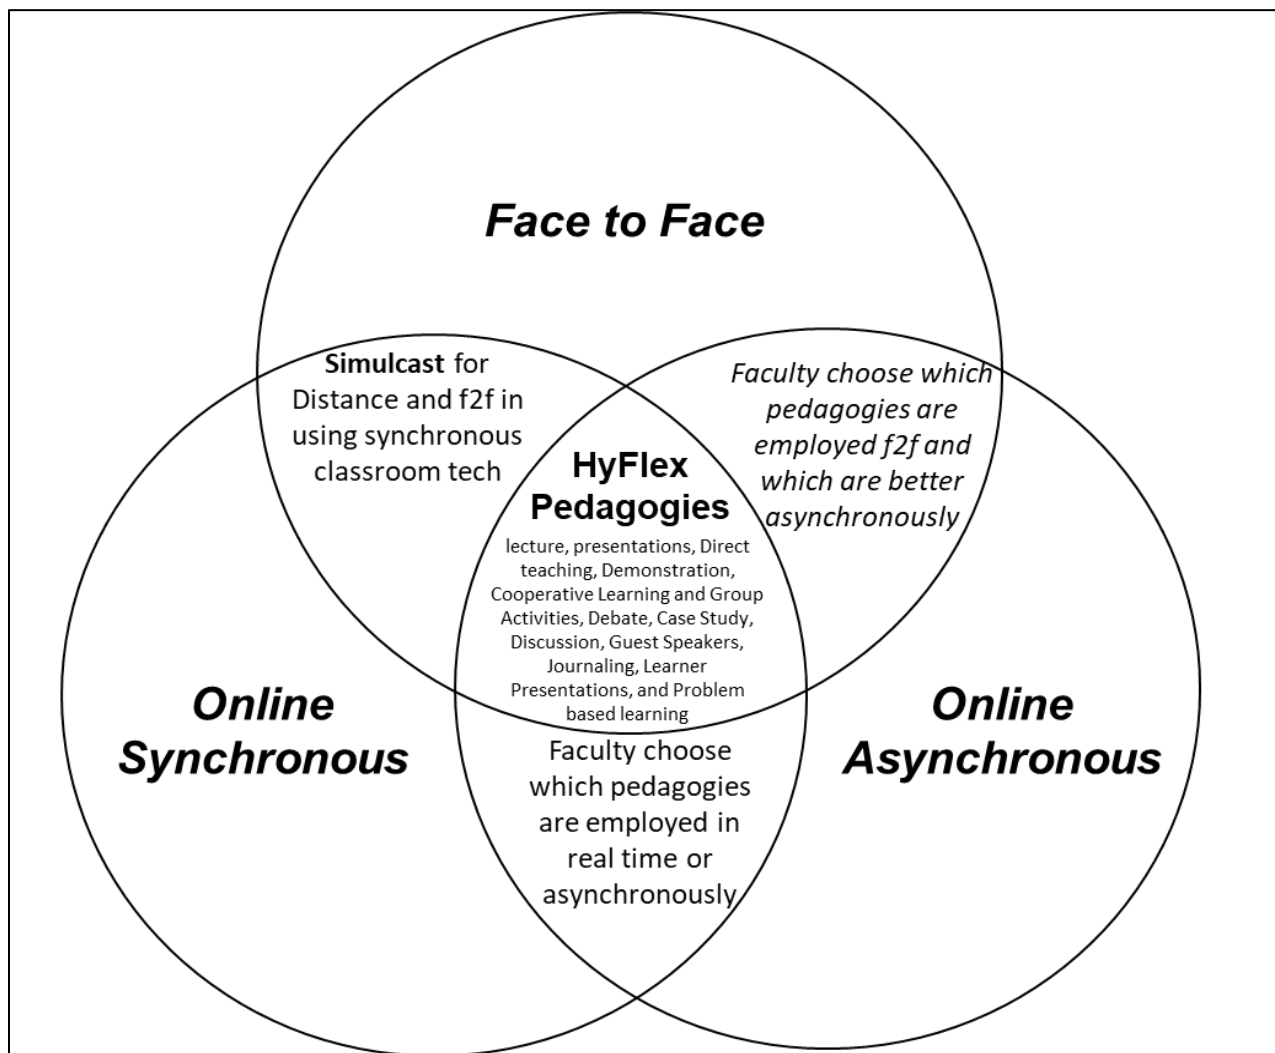 Face to Face
Simulcast for
Distance and f2f in
using synchronous
classroom tech
Faculty choose which
pedagogies are
employed f2f and
which are better
asynchronously
HyFlex
Pedagogies
lecture, presentations, Direct
teaching, Demonstration,
Cooperative Learning and Group
Activities, Debate, Case Study,
Discussion, Guest Speakers,
Journaling, Learner
Presentations, and Problem
based learning
Online
Synchronous
Online
Asynchronous
Faculty choose
which pedagogies
are employed in
real time or
asynchronously